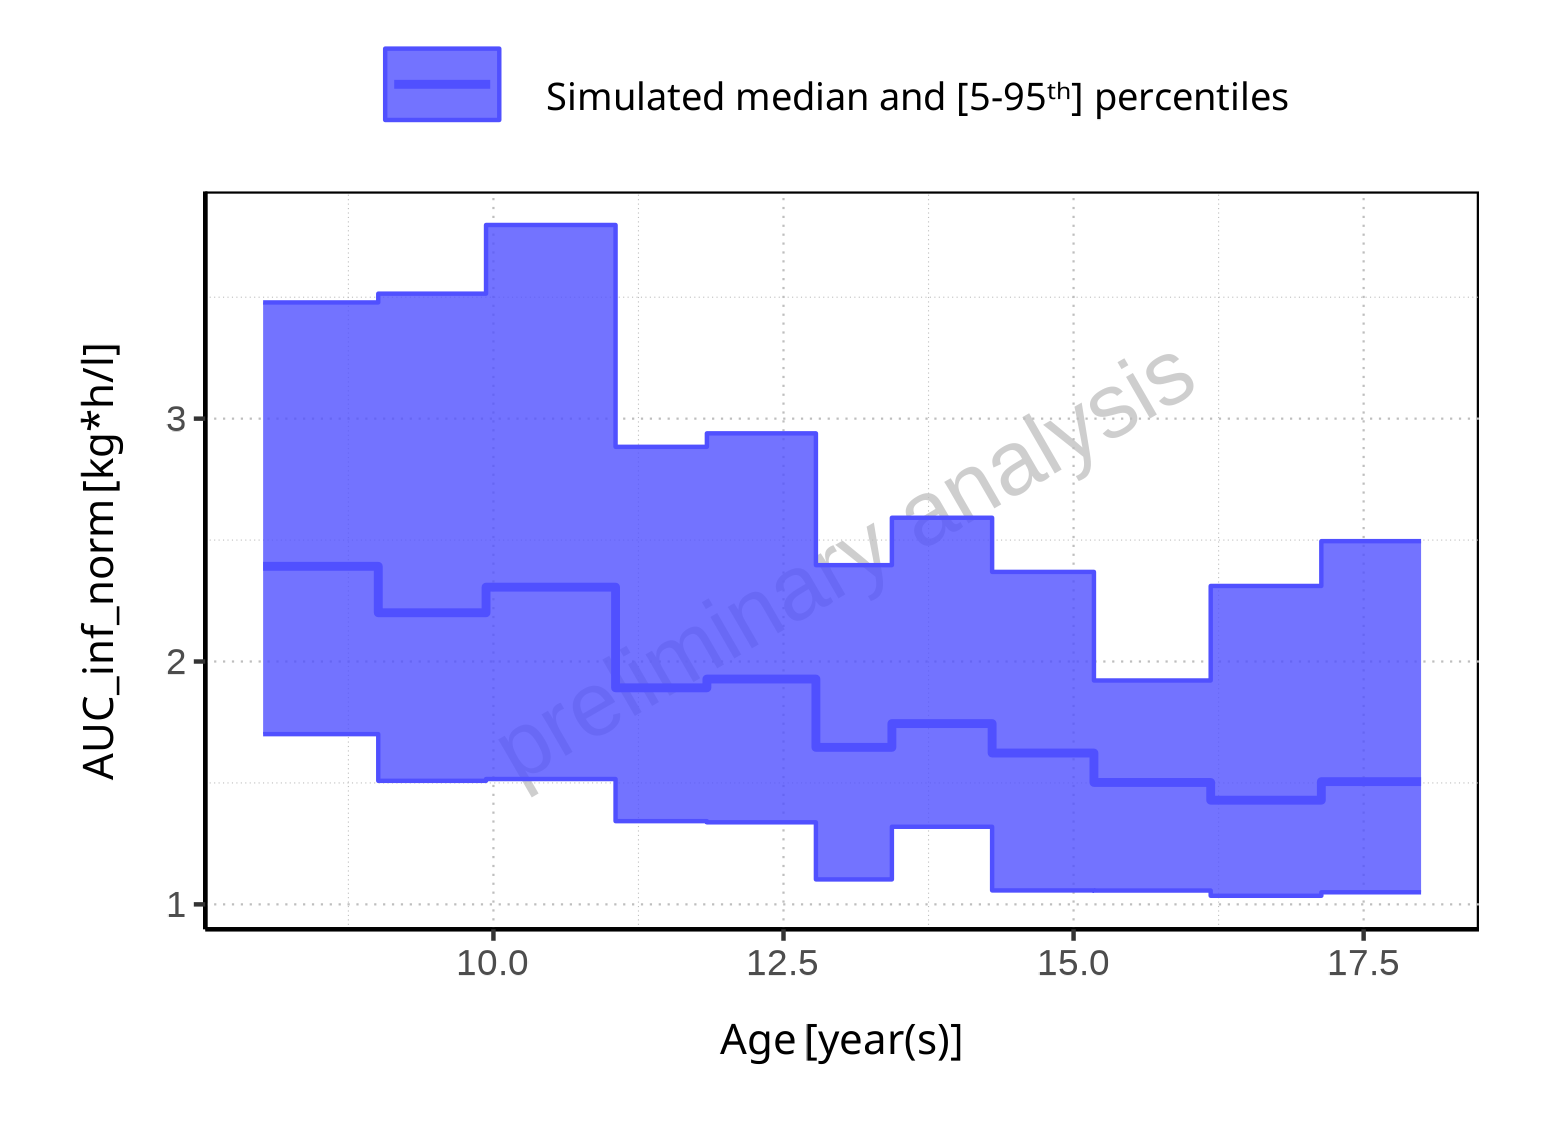 Simulated median and [5-95ᵗʰ] percentiles
AUC_inf_norm [kg*h/l]
3
2
1
preliminary analysis
10.0 12.5 15.0 17.5
Age [year(s)]